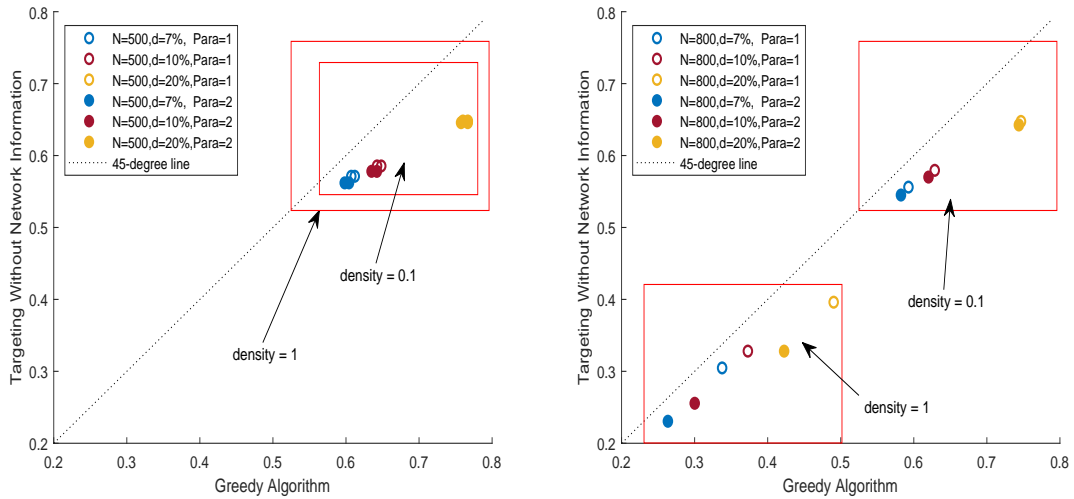 Targeting Without Network Information
0.8
0.7
0.6
0.5
0.4
0.3
0.2
N=500,d=7%, Para=1
N=500,d=10%,Para=1
N=500,d=20%,Para=1
N=500,d=7%, Para=2
N=500,d=10%,Para=2
N=500,d=20%,Para=2
45-degree line
density = 0.1
density = 1
0.2 0.3 0.4 0.5 0.6 0.7 0.8
Greedy Algorithm
Targeting Without Network Information
0.8
0.7
0.6
0.5
0.4
0.3
0.2
N=800,d=7%, Para=1
N=800,d=10%,Para=1
N=800,d=20%,Para=1
N=800,d=7%, Para=2
N=800,d=10%,Para=2
N=800,d=20%,Para=2
45-degree line
density = 0.1
density = 1
0.2 0.3 0.4 0.5 0.6 0.7 0.8
Greedy Algorithm